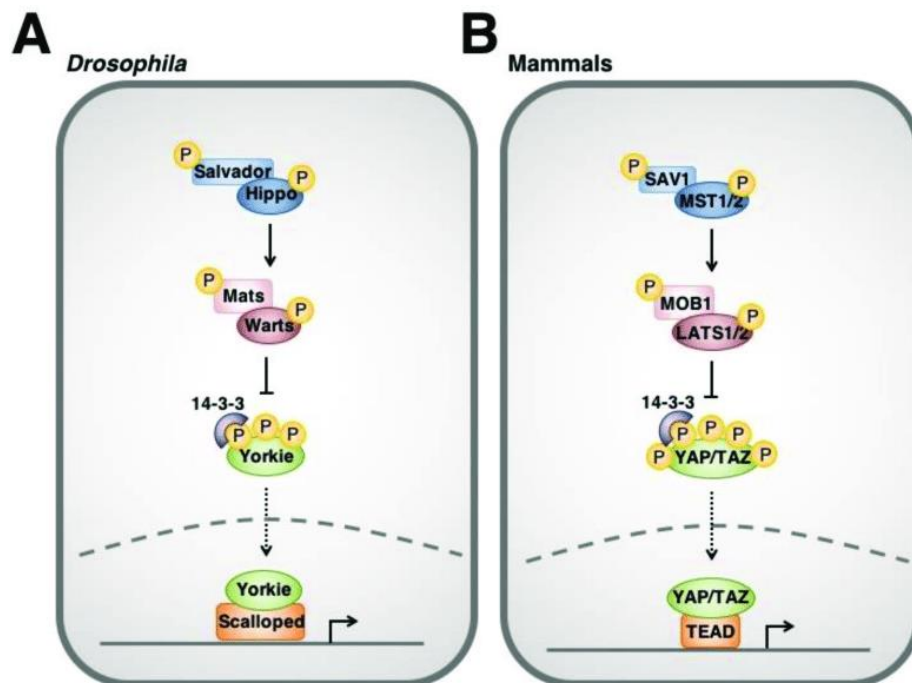 A
Drosophila
P
Salvador
P
Hippo
P
Mats
P
Warts
14-3-3
P
P
P
Yorkie
Yorkie
Scalloped
B
Mammals
P
SAV1
P
MST1/2
P
MOB1
P
LATS1/2
14-3-3
P
P
P
P
P
YAP/TAZ
YAP/TAZ
TEAD